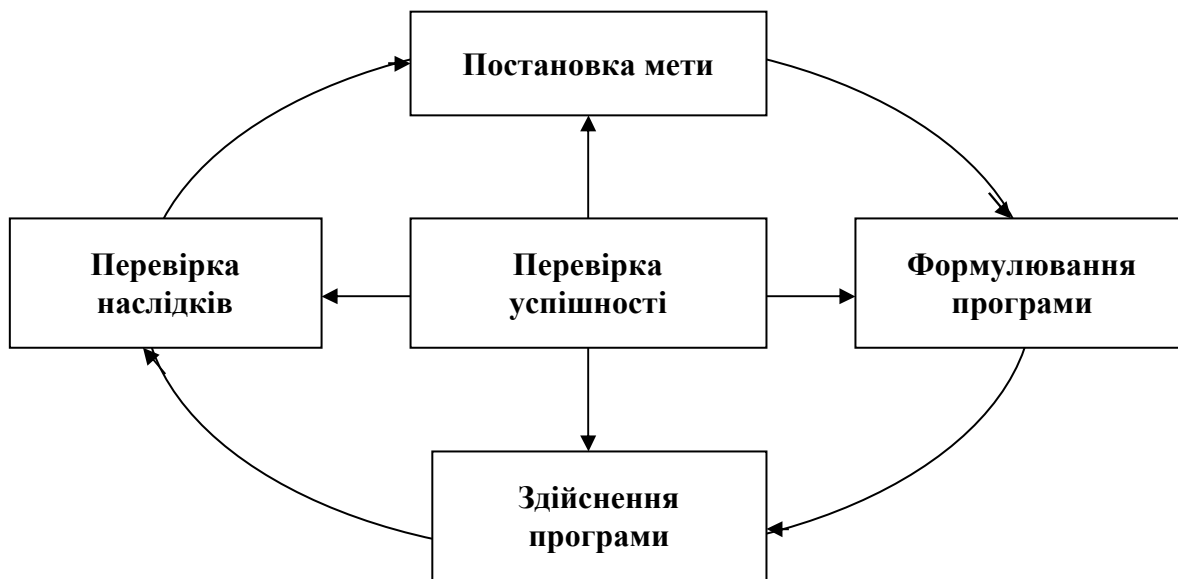 Постановка мети
Перевірка
наслідків
Перевірка
успішності
Формулювання
програми
Здійснення
програми